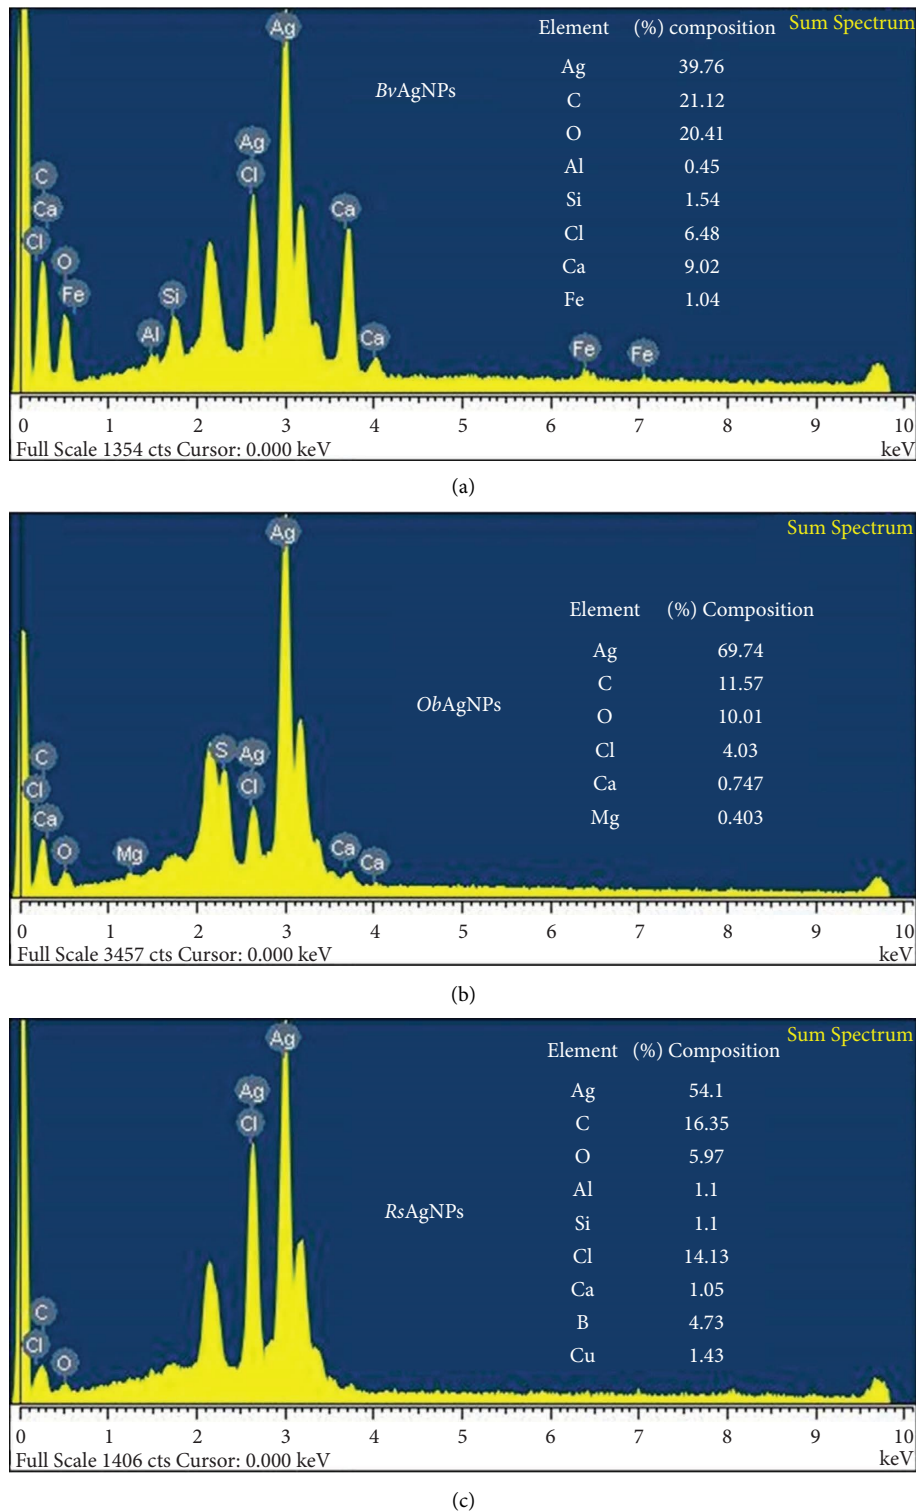 Sum Spectrum
Element (%) composition
BvAgNPs
Ag 39.76
C 21.12
O 20.41
Al 0.45
Si 1.54
Cl 6.48
Ca 9.02
Fe 1.04
Ag
Ag
Cl
C
Ca
Cl
O
Fe
Al
Si
Ca
Ca
Fe
Fe
0 1 2 3 4 5 6 7 8 9 10
Full Scale 1354 cts Cursor: 0.000 keV keV
(a)
Sum Spectrum
Element (%) Composition
ObAgNPs
Ag 69.74
C 11.57
O 10.01
Cl 4.03
Ca 0.747
Mg 0.403
Ag
S
Ag
Cl
C
Cl
Ca
O
Mg
Ca
Ca
0 1 2 3 4 5 6 7 8 9 10
Full Scale 3457 cts Cursor: 0.000 keV keV
(b)
Sum Spectrum
Element (%) Composition
RsAgNPs
Ag 54.1
C 16.35
O 5.97
Al 1.1
Si 1.1
Cl 14.13
Ca 1.05
B 4.73
Cu 1.43
Ag
Ag
Cl
C
Cl
O
0 1 2 3 4 5 6 7 8 9 10
Full Scale 1406 cts Cursor: 0.000 keV keV
(c)